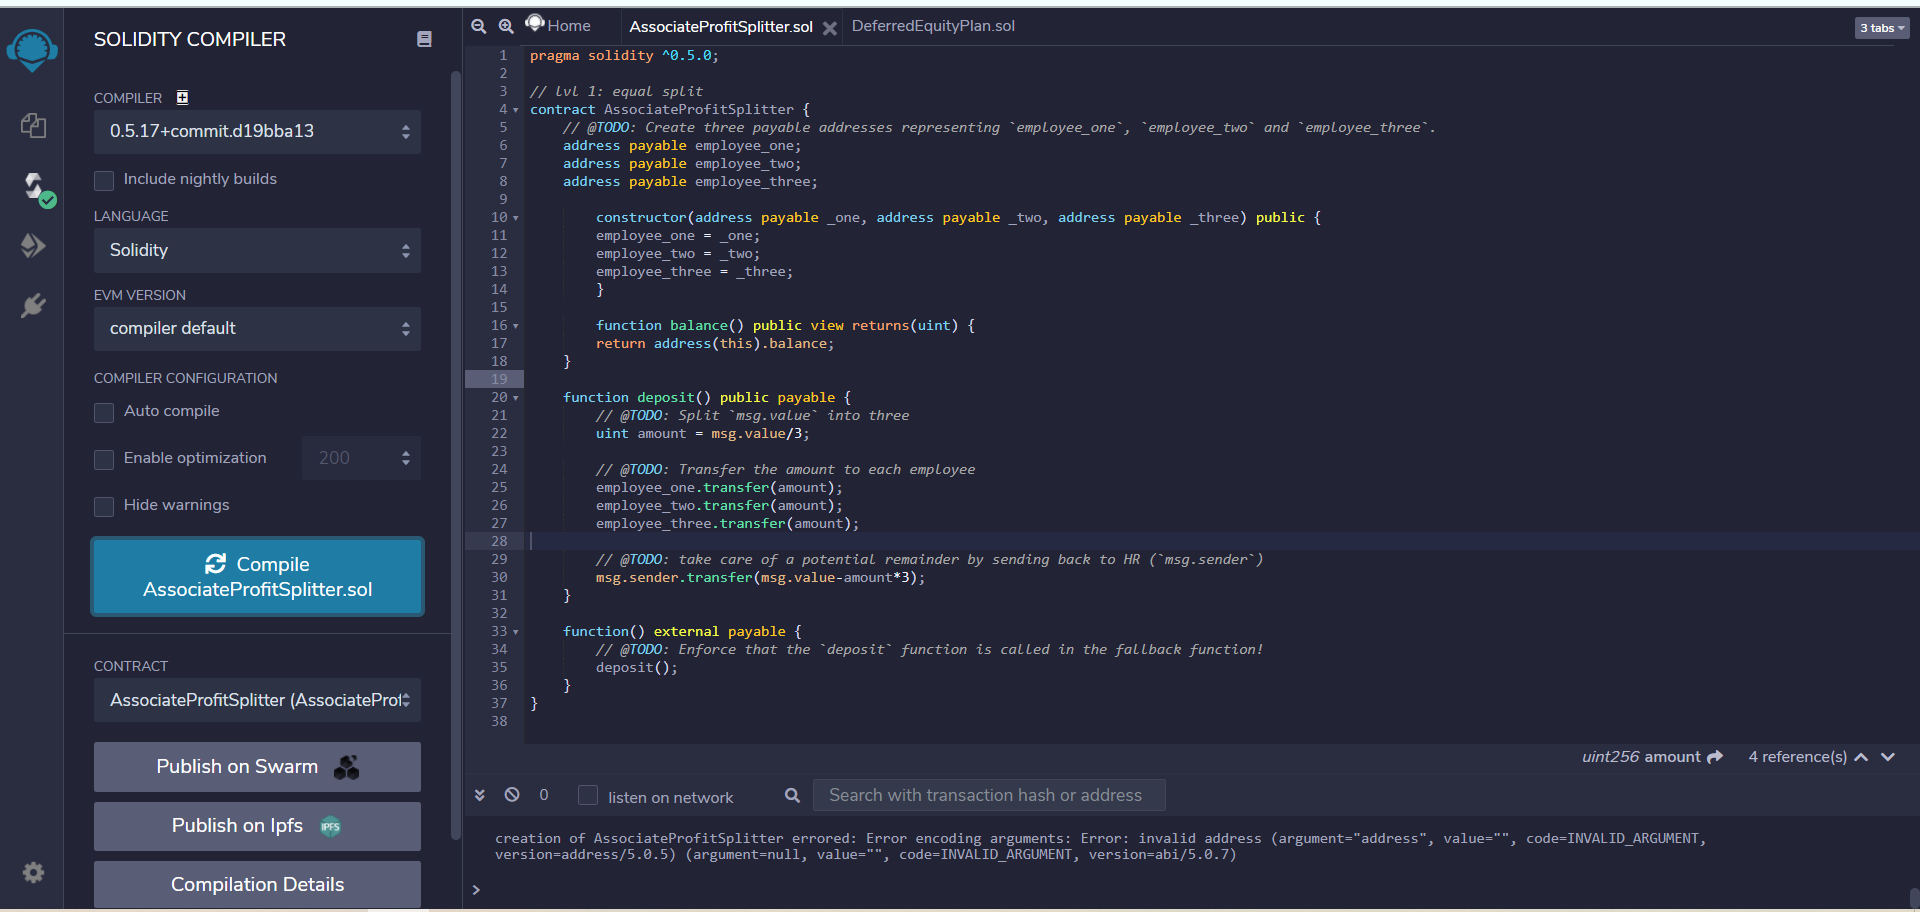 SOLIDITY COMPILER
COMPILER
0.5.17+commit.d19bba13
Include nightly builds
LANGUAGE
Solidity
EVM VERSION
compiler default
COMPILER CONFIGURATION
Auto compile
Enable optimization
200
Hide warnings
Compile
AssociateProfitSplitter.sol
CONTRACT
AssociateProfitSplitter (AssociateProf
Publish on Swarm
Publish on Ipfs
IPFS
Compilation Details
Home
AssociateProfitSplitter.sol
DeferredEquityPlan.sol
3 tabs
1 pragma solidity ^0.5.0;
2
3 // lvl 1: equal split
4 contract AssociateProfitSplitter {
5 // @TODO: Create three payable addresses representing `employee_one`, `employee_two` and `employee_three`.
6 address payable employee_one;
7 address payable employee_two;
8 address payable employee_three;
9
10 constructor(address payable _one, address payable _two, address payable _three) public {
11 employee_one = _one;
12 employee_two = _two;
13 employee_three = _three;
14 }
15
16 function balance() public view returns(uint) {
17 return address(this).balance;
18 }
19
20 function deposit() public payable {
21 // @TODO: Split `msg.value` into three
22 uint amount = msg.value/3;
23
24 // @TODO: Transfer the amount to each employee
25 employee_one.transfer(amount);
26 employee_two.transfer(amount);
27 employee_three.transfer(amount);
28
29 // @TODO: take care of a potential remainder by sending back to HR (`msg.sender`)
30 msg.sender.transfer(msg.value-amount*3);
31 }
32
33 function() external payable {
34 // @TODO: Enforce that the `deposit` function is called in the fallback function!
35 deposit();
36 }
37 }
38
uint256 amount 4 reference(s)
0 listen on network Search with transaction hash or address
creation of AssociateProfitSplitter errored: Error encoding arguments: Error: invalid address (argument="address", value="", code=INVALID_ARGUMENT,
version=address/5.0.5) (argument=null, value="", code=INVALID_ARGUMENT, version=abi/5.0.7)
>